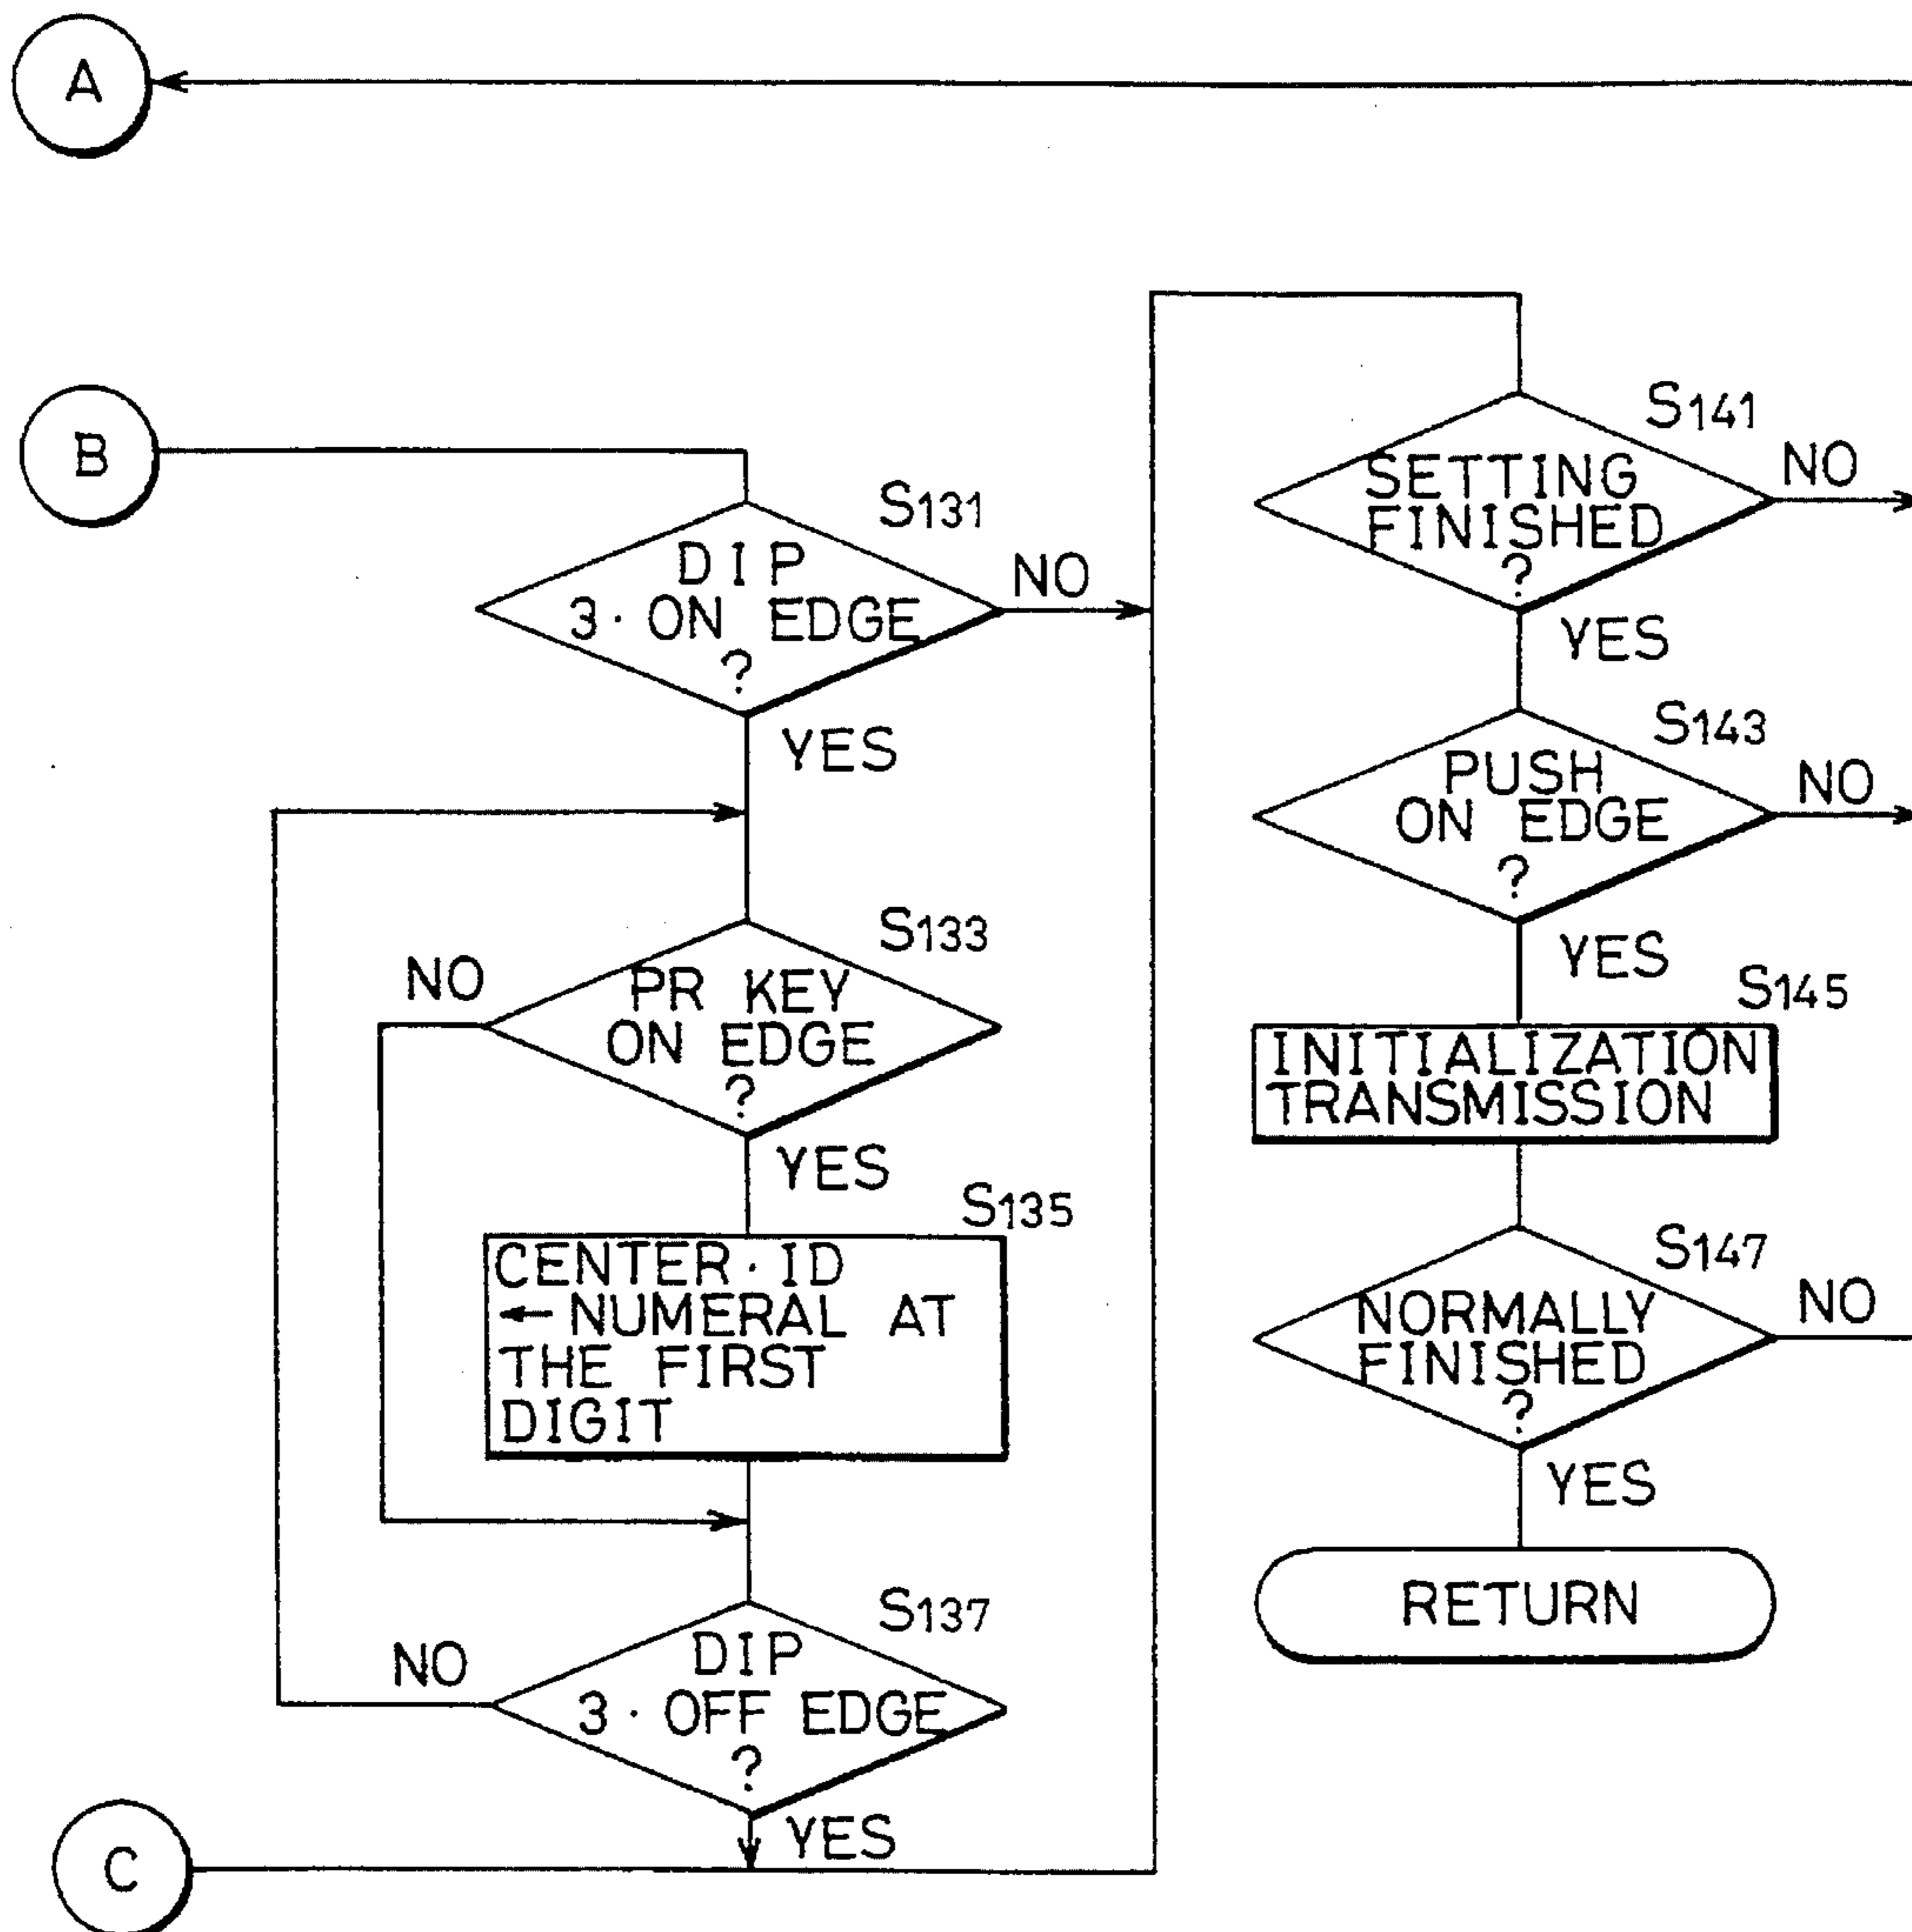 A
B
S131
DIP
3·ON EDGE
?
NO
YES
S133
NO
PR KEY
ON EDGE
?
YES
S135
CENTER·ID
← NUMERAL AT
THE FIRST
DIGIT
S137
NO
DIP
3·OFF EDGE
?
YES
C
S141
SETTING
FINISHED
?
NO
YES
S143
PUSH
ON EDGE
?
NO
YES
S145
INITIALIZATION
TRANSMISSION
S147
NORMALLY
FINISHED
?
NO
YES
RETURN